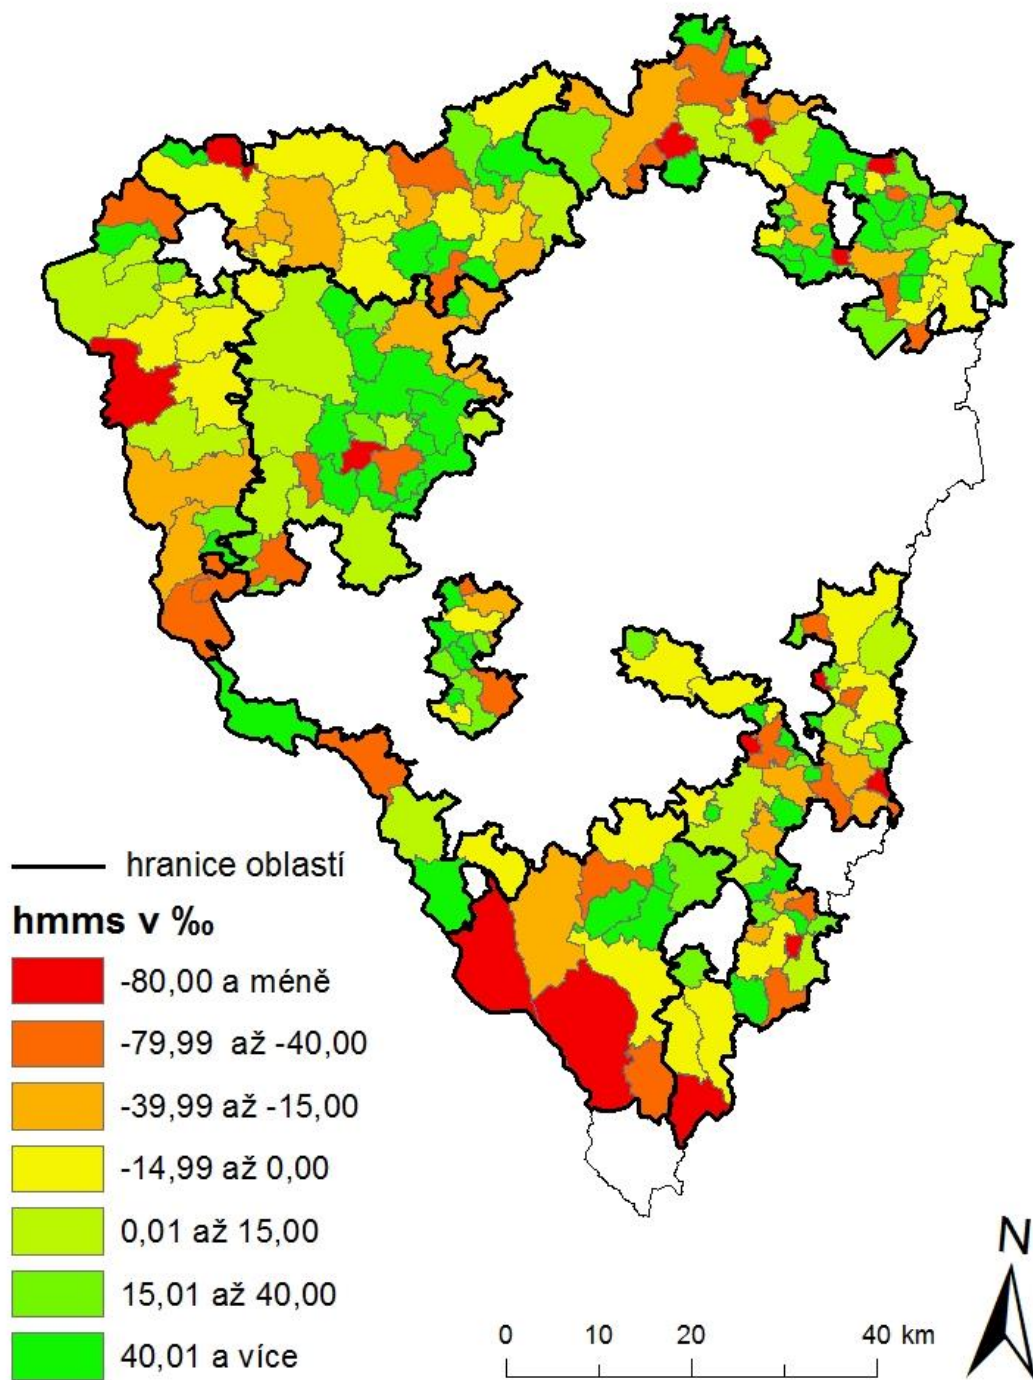 hranice oblastí
hmms v ‰
-80,00 a méně
-79,99 až -40,00
-39,99 až -15,00
-14,99 až 0,00
0,01 až 15,00
15,01 až 40,00
40,01 a více
N
0 10 20 40 km